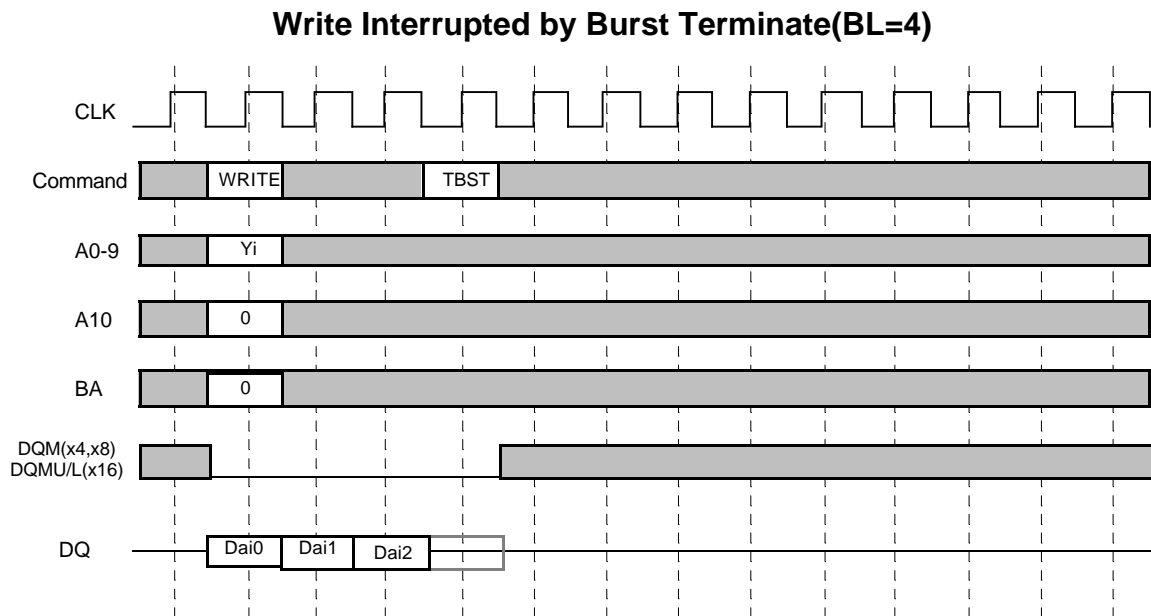 Write Interrupted by Burst Terminate(BL=4)
CLK
Command WRITE TBST
A0-9 Yi
A10 0
BA 0
DQM(x4,x8)
DQMU/L(x16)
DQ Dai0 Dai1 Dai2